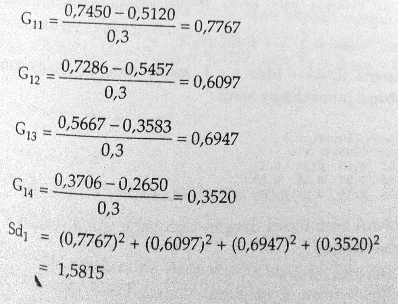 G₁₁ = (0,7450 – 0,5120) / 0,3 = 0,7767
G₁₂ = (0,7286 – 0,5457) / 0,3 = 0,6097
G₁₃ = (0,5667 – 0,3583) / 0,3 = 0,6947
G₁₄ = (0,3706 – 0,2650) / 0,3 = 0,3520
Sd₁ = (0,7767)² + (0,6097)² + (0,6947)² + (0,3520)²
= 1,5815